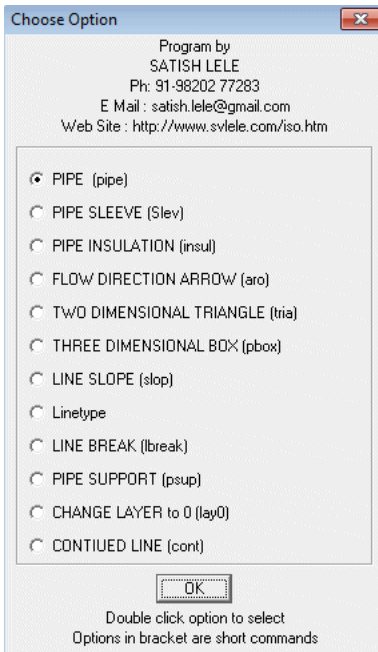 Choose Option
Program by
SATISH LELE
Ph: 91-98202 77283
E Mail : satish.lele@gmail.com
Web Site : http://www.svlele.com/iso.htm
PIPE (pipe)
PIPE SLEEVE (Slev)
PIPE INSULATION (insul)
FLOW DIRECTION ARROW (aro)
TWO DIMENSIONAL TRIANGLE (tria)
THREE DIMENSIONAL BOX (pbox)
LINE SLOPE (slop)
Linetype
LINE BREAK (lbreak)
PIPE SUPPORT (psup)
CHANGE LAYER to 0 (lay0)
CONTIUED LINE (cont)
OK
Double click option to select
Options in bracket are short commands